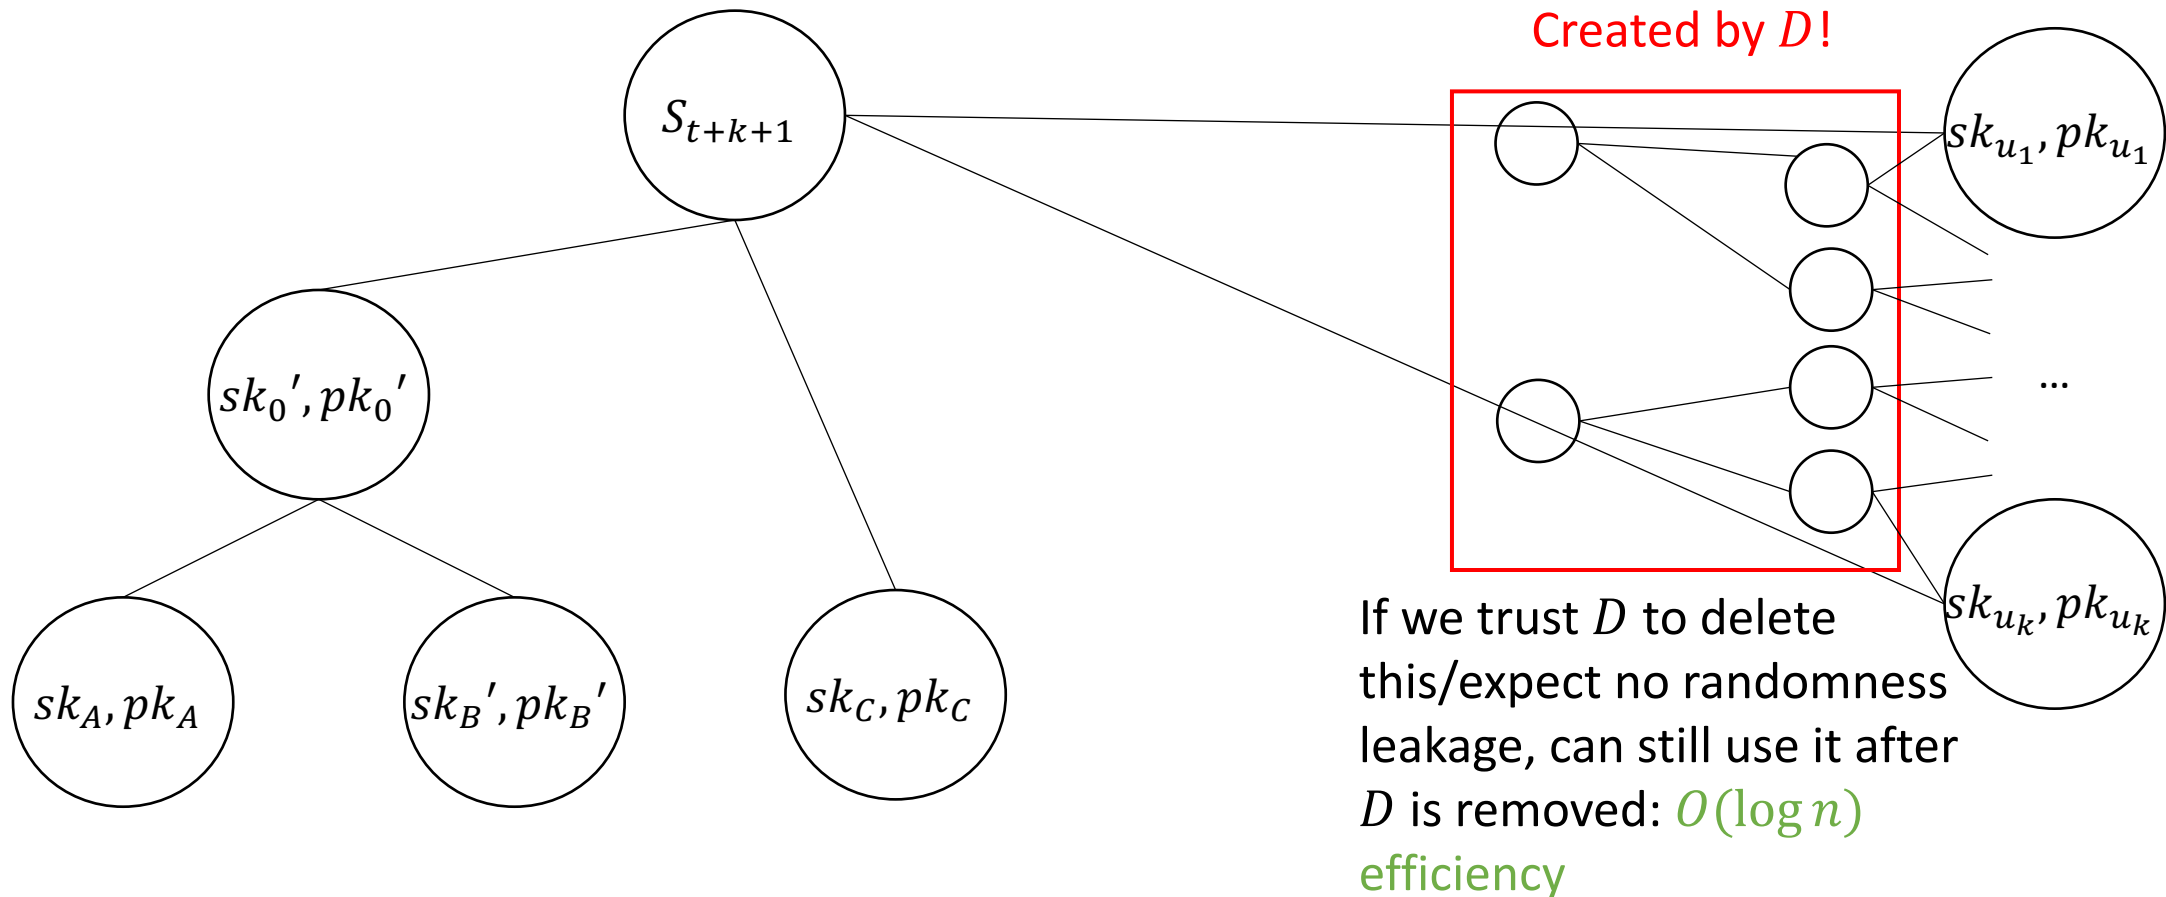 Created by D!
S_{t+k+1}
sk_{u_1}, pk_{u_1}
sk_0', pk_0'
...
sk_A, pk_A
sk_B', pk_B'
sk_C, pk_C
sk_{u_k}, pk_{u_k}
If we trust D to delete
this/expect no randomness
leakage, can still use it after
D is removed: O(log n)
efficiency